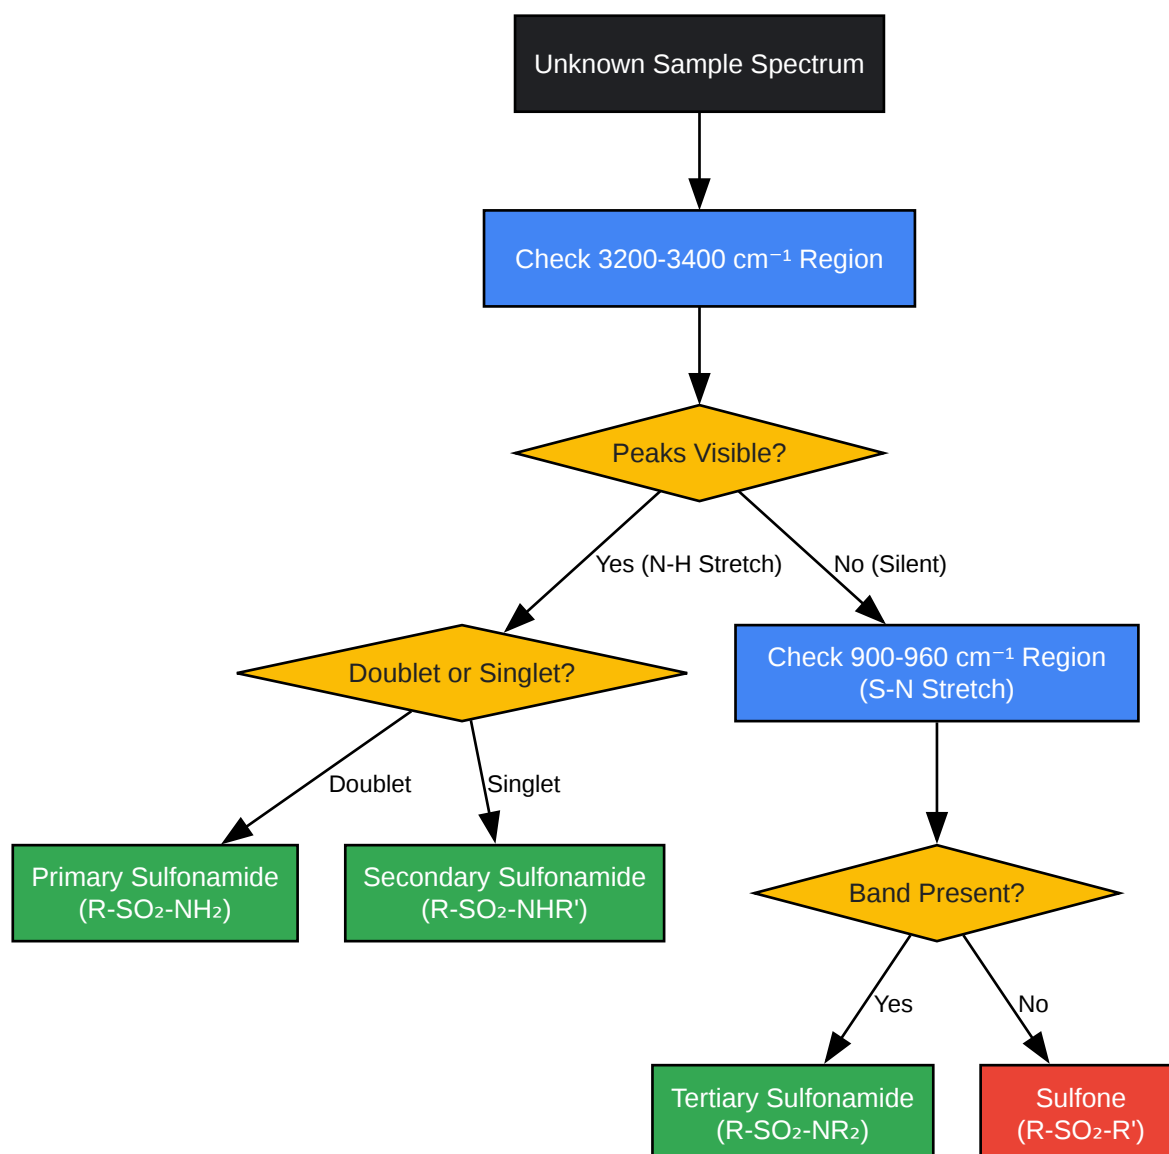 Unknown Sample Spectrum
Check 3200-3400 cm⁻¹ Region
Peaks Visible?
Yes (N-H Stretch)
No (Silent)
Doublet or Singlet?
Check 900-960 cm⁻¹ Region
(S-N Stretch)
Doublet
Singlet
Primary Sulfonamide
(R-SO₂-NH₂)
Secondary Sulfonamide
(R-SO₂-NHR')
Band Present?
Yes
No
Tertiary Sulfonamide
(R-SO₂-NR₂)
Sulfone
(R-SO₂-R')